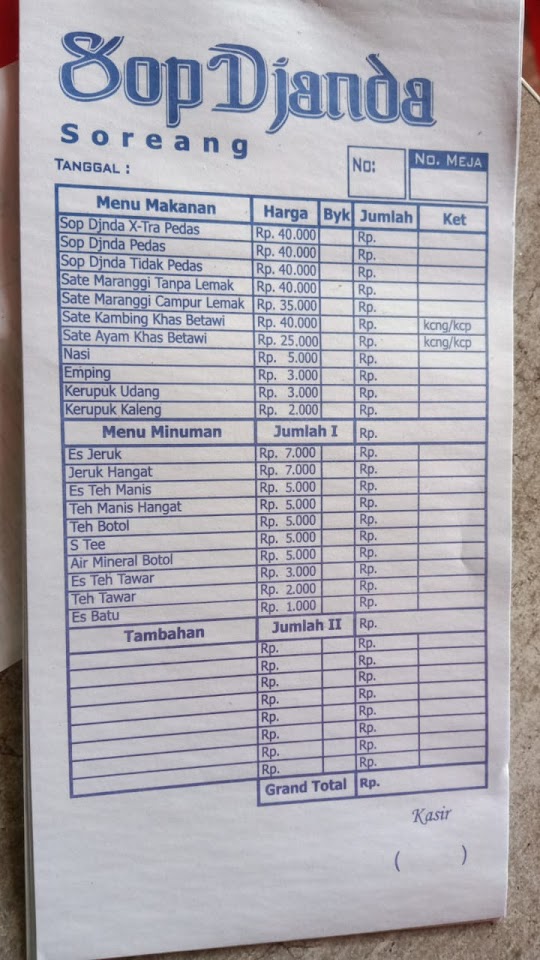 Sop Djanda
Soreang
TANGGAL :
No:
No. MEJA
Menu Makanan Harga Byk Jumlah Ket
Sop Djnda X-Tra Pedas Rp. 40.000 Rp.
Sop Djnda Pedas Rp. 40.000 Rp.
Sop Djnda Tidak Pedas Rp. 40.000 Rp.
Sate Maranggi Tanpa Lemak Rp. 40.000 Rp.
Sate Maranggi Campur Lemak Rp. 35.000 Rp.
Sate Kambing Khas Betawi Rp. 40.000 Rp. kcng/kcp
Sate Ayam Khas Betawi Rp. 25.000 Rp. kcng/kcp
Nasi Rp. 5.000 Rp.
Emping Rp. 3.000 Rp.
Kerupuk Udang Rp. 3.000 Rp.
Kerupuk Kaleng Rp. 2.000 Rp.
Menu Minuman Jumlah I Rp.
Es Jeruk Rp. 7.000 Rp.
Jeruk Hangat Rp. 7.000 Rp.
Es Teh Manis Rp. 5.000 Rp.
Teh Manis Hangat Rp. 5.000 Rp.
Teh Botol Rp. 5.000 Rp.
S Tee Rp. 5.000 Rp.
Air Mineral Botol Rp. 5.000 Rp.
Es Teh Tawar Rp. 3.000 Rp.
Teh Tawar Rp. 2.000 Rp.
Es Batu Rp. 1.000 Rp.
Tambahan Jumlah II Rp.
Rp. Rp.
Rp. Rp.
Rp. Rp.
Rp. Rp.
Rp. Rp.
Rp. Rp.
Rp. Rp.
Rp. Rp.
Grand Total Rp.
Kasir
( )